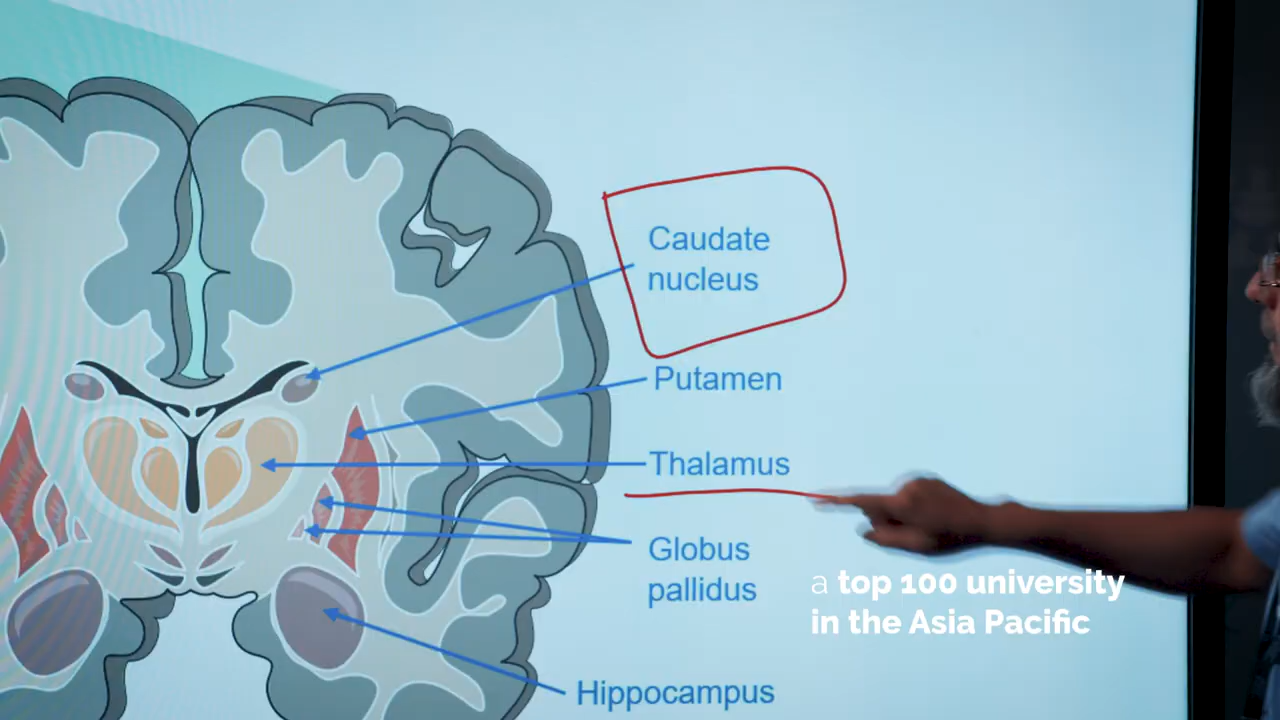 Caudate
nucleus
Putamen
Thalamus
Globus
pallidus
a top 100 university
in the Asia Pacific
Hippocampus